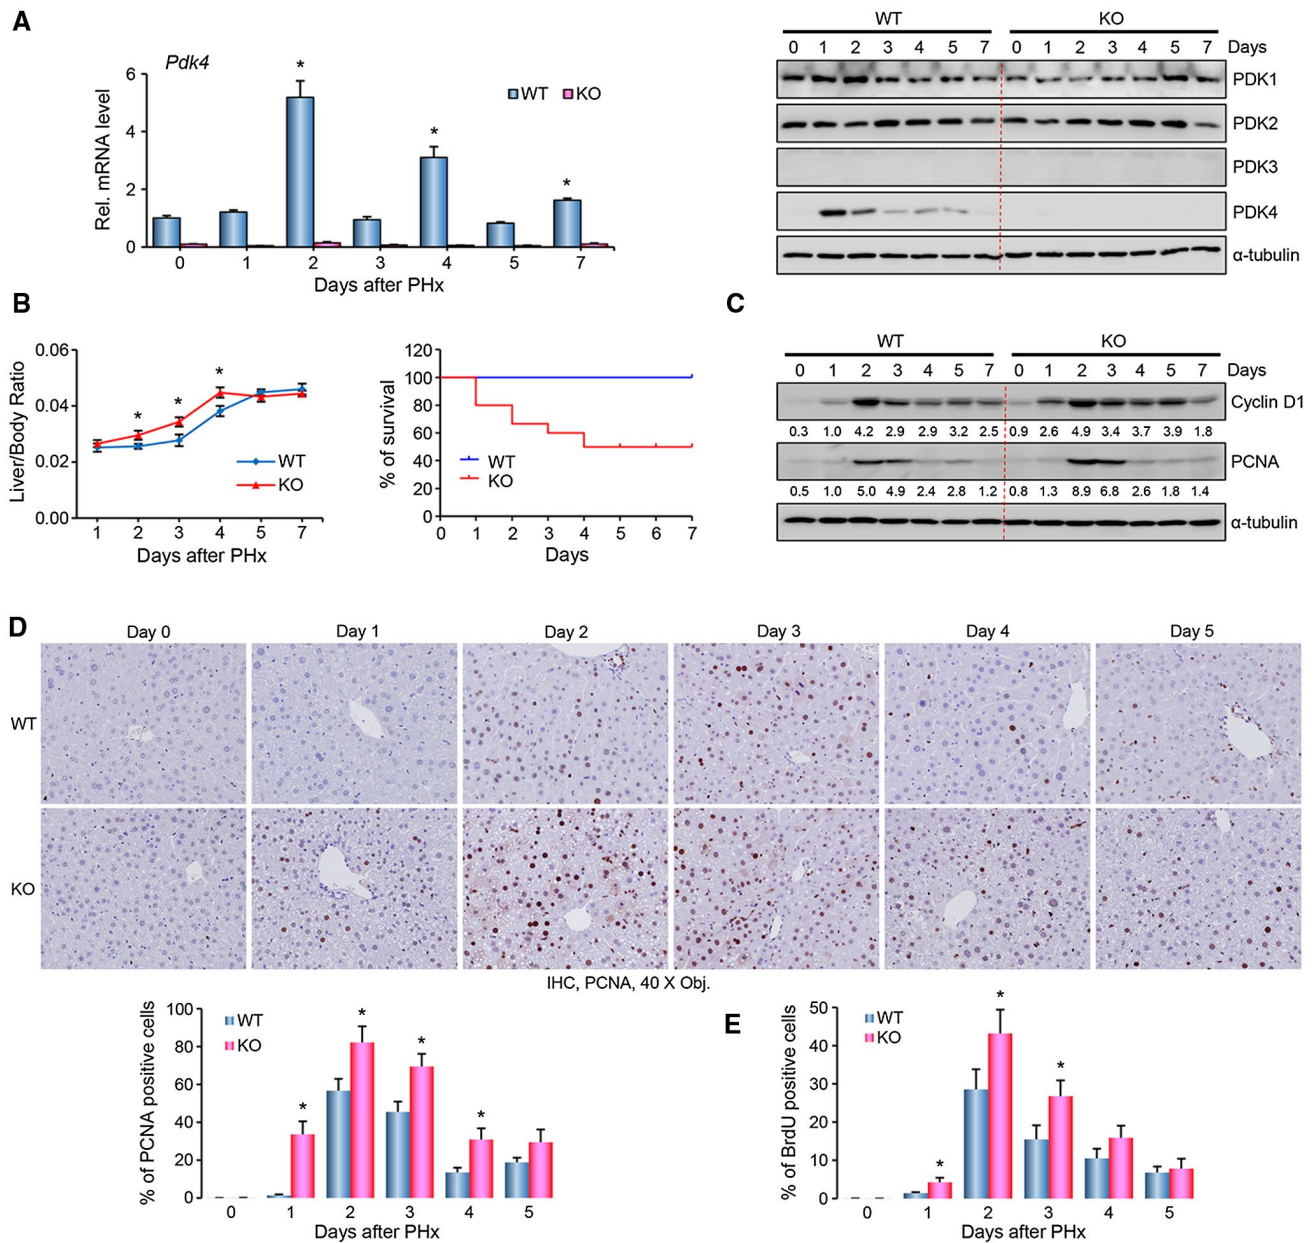 A
Pdk4
Rel. mRNA level
6
4
2
0
*
*
*
WT KO
0 1 2 3 4 5 7
Days after PHx
WT KO
0 1 2 3 4 5 7 0 1 2 3 4 5 7 Days
PDK1
PDK2
PDK3
PDK4
α-tubulin
B
Liver/Body Ratio
0.06
0.04
0.02
0.00
* * *
WT
KO
1 2 3 4 5 7
Days after PHx
% of survival
120
100
80
60
40
20
0
WT
KO
0 1 2 3 4 5 6 7
Days
C
WT KO
0 1 2 3 4 5 7 0 1 2 3 4 5 7 Days
Cyclin D1
0.3 1.0 4.2 2.9 2.9 3.2 2.5 0.9 2.6 4.9 3.4 3.7 3.9 1.8
PCNA
0.5 1.0 5.0 4.9 2.4 2.8 1.2 0.8 1.3 8.9 6.8 2.6 1.8 1.4
α-tubulin
D
Day 0 Day 1 Day 2 Day 3 Day 4 Day 5
WT
KO
IHC, PCNA, 40 X Obj.
% of PCNA positive cells
100
80
60
40
20
0
WT
KO
* * * *
0 1 2 3 4 5
Days after PHx
E
% of BrdU positive cells
50
40
30
20
10
0
WT
KO
* * *
0 1 2 3 4 5
Days after PHx